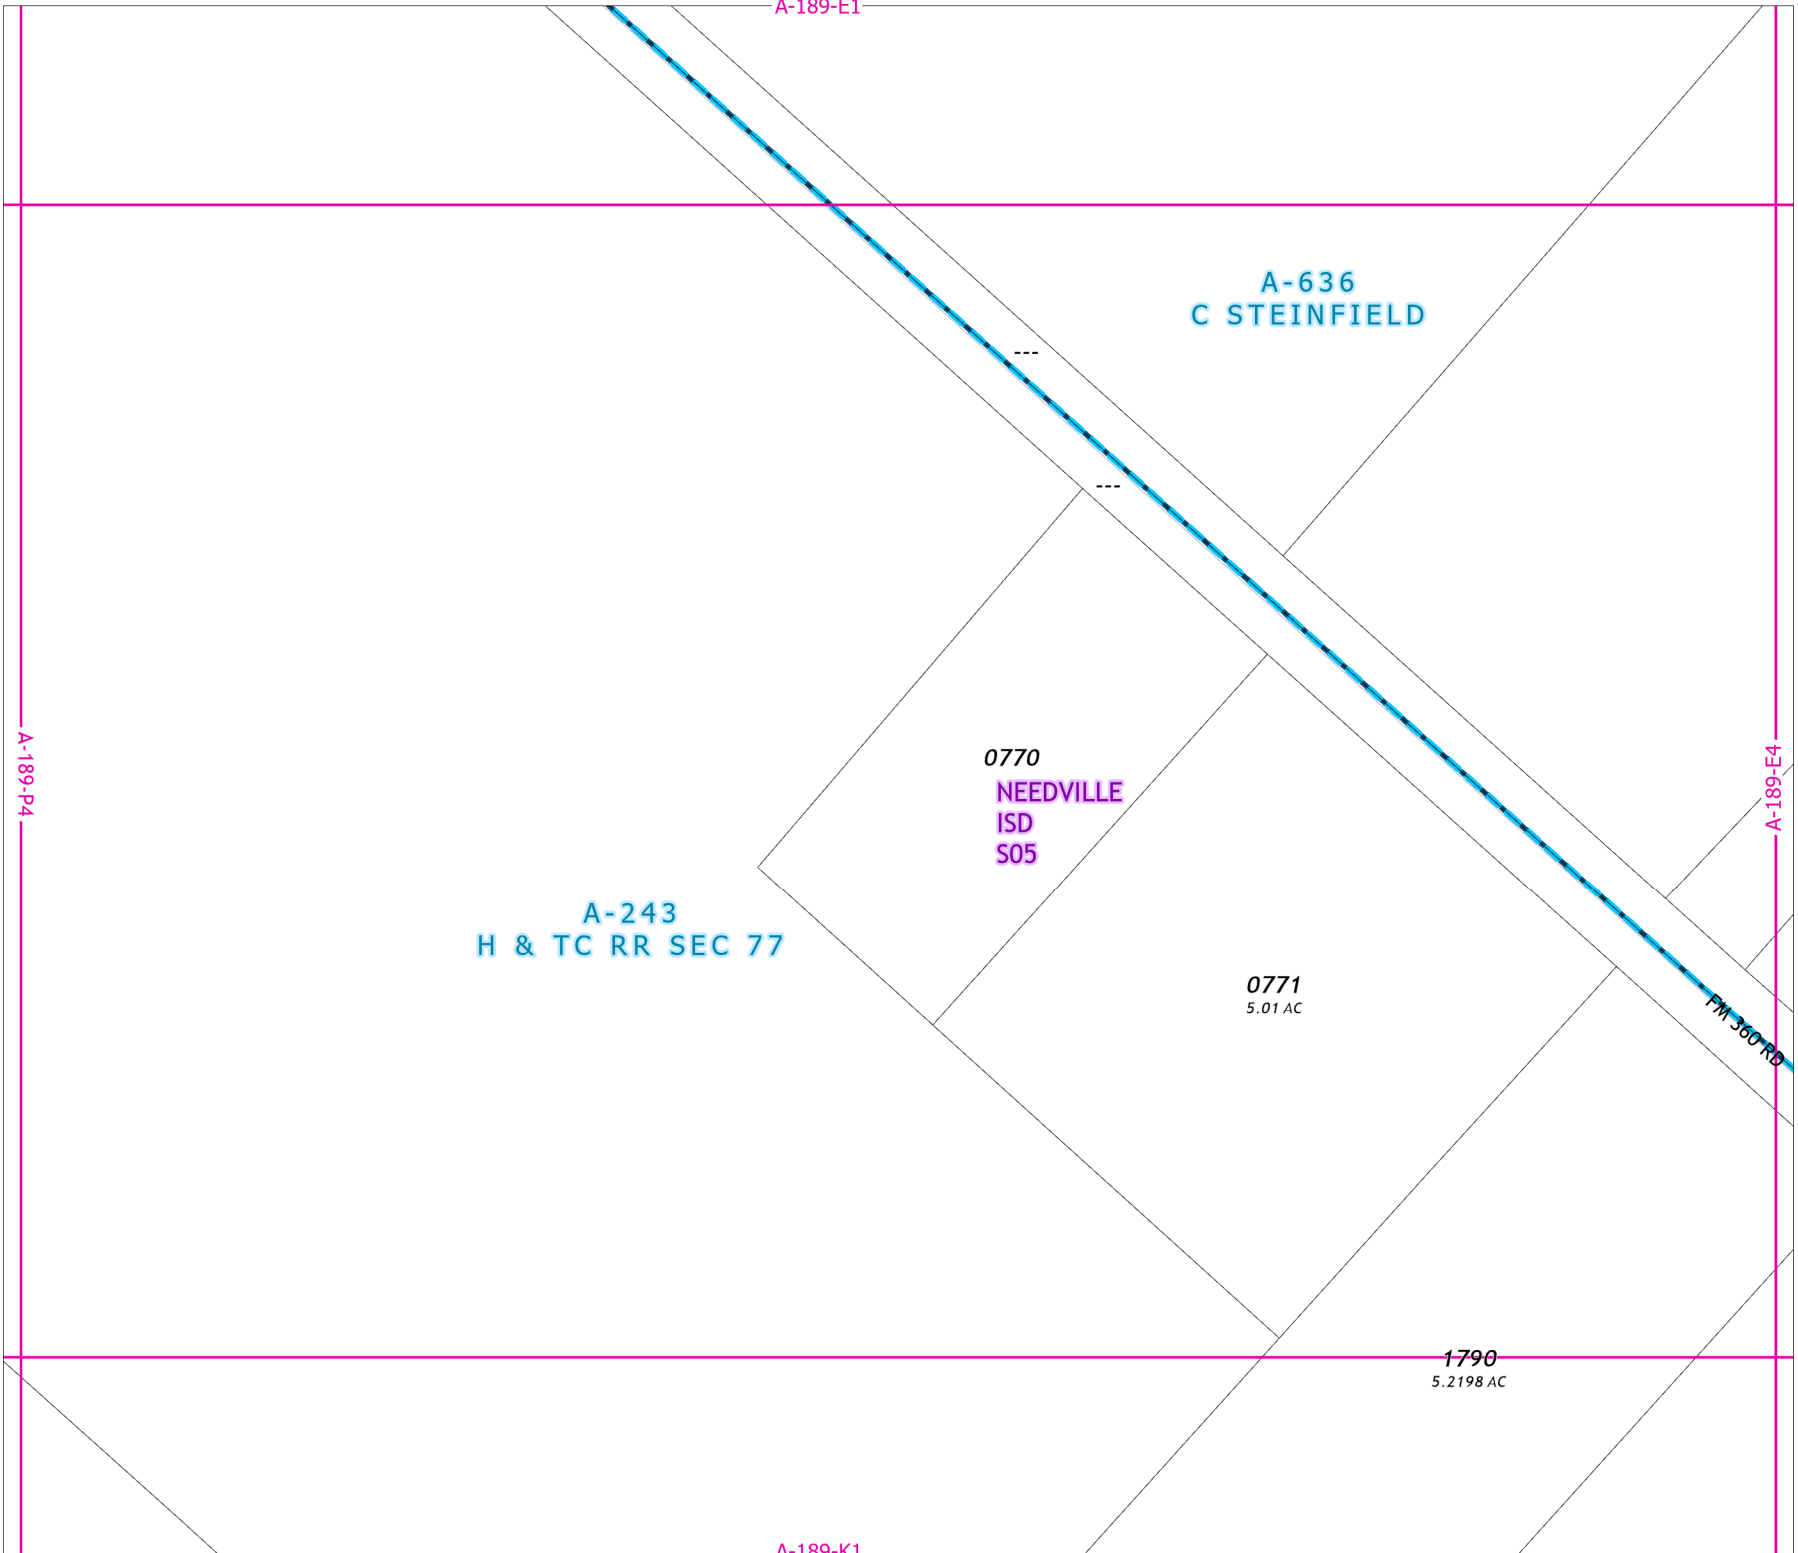 A-189-E1
A-636
C STEINFIELD
---
---
A-189-P4
A-189-E4
0770
NEEDVILLE
ISD
S05
A-243
H & TC RR SEC 77
0771
5.01 AC
FM 360 RD
1790
5.2198 AC
A-189-K1